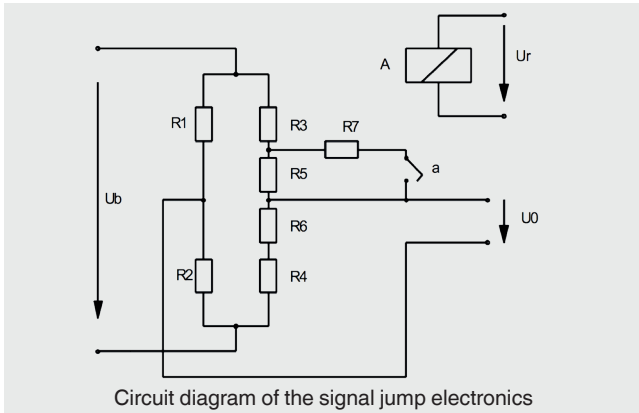 A
Ur
R1
R3
R7
R5
a
Ub
U0
R6
R2
R4
Circuit diagram of the signal jump electronics